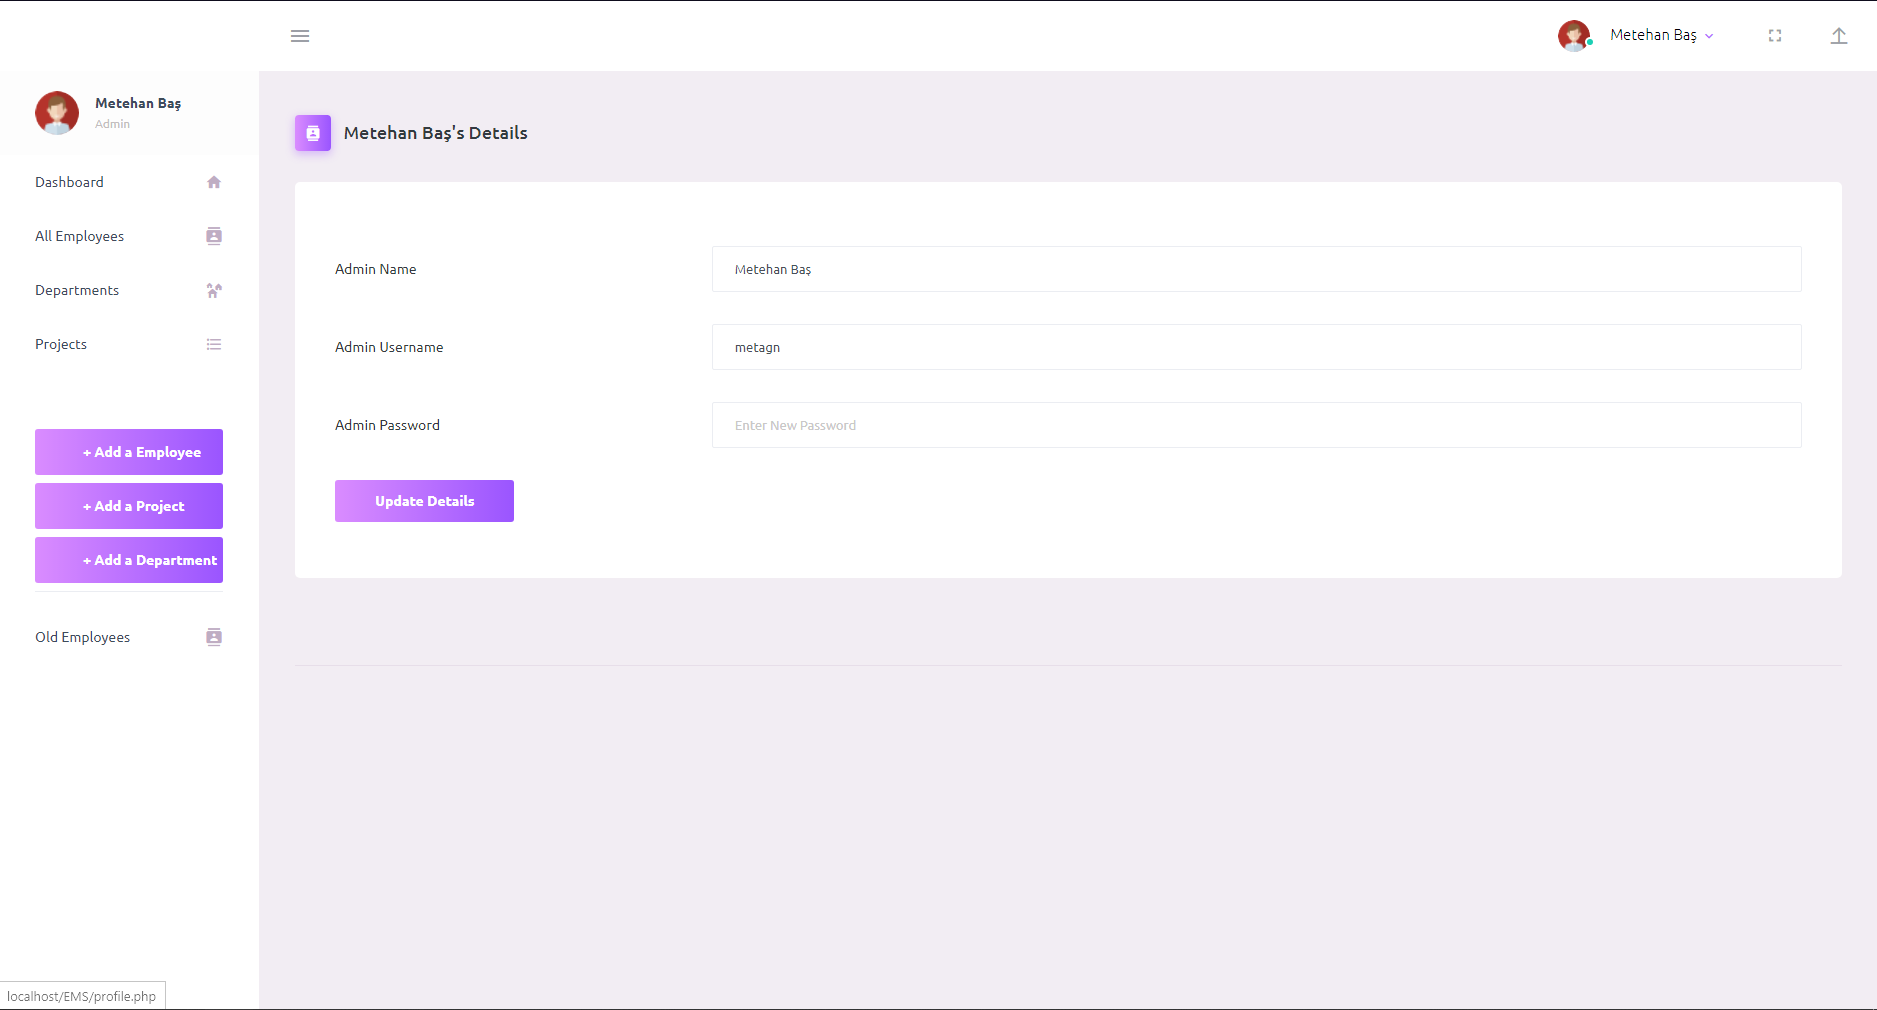 Metehan Baş
Metehan Baş
Admin
Dashboard
All Employees
Departments
Projects
+ Add a Employee
+ Add a Project
+ Add a Department
Old Employees
Metehan Baş's Details
Admin Name
Metehan Baş
Admin Username
metagn
Admin Password
Enter New Password
Update Details
localhost/EMS/profile.php